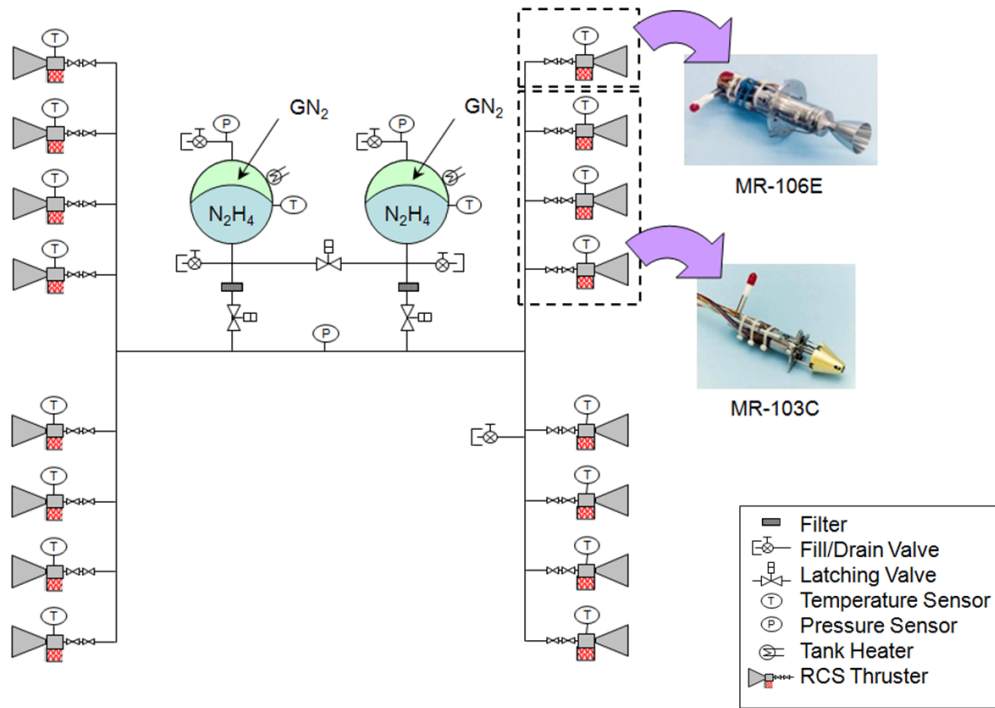 T
T
T
T
T
T
T
T
P
P
GN₂
N₂H₄
N₂H₄
T
T
P
MR-106E
MR-103C
T
T
T
T
T
T
T
T
Filter
Fill/Drain Valve
Latching Valve
T Temperature Sensor
P Pressure Sensor
Tank Heater
RCS Thruster